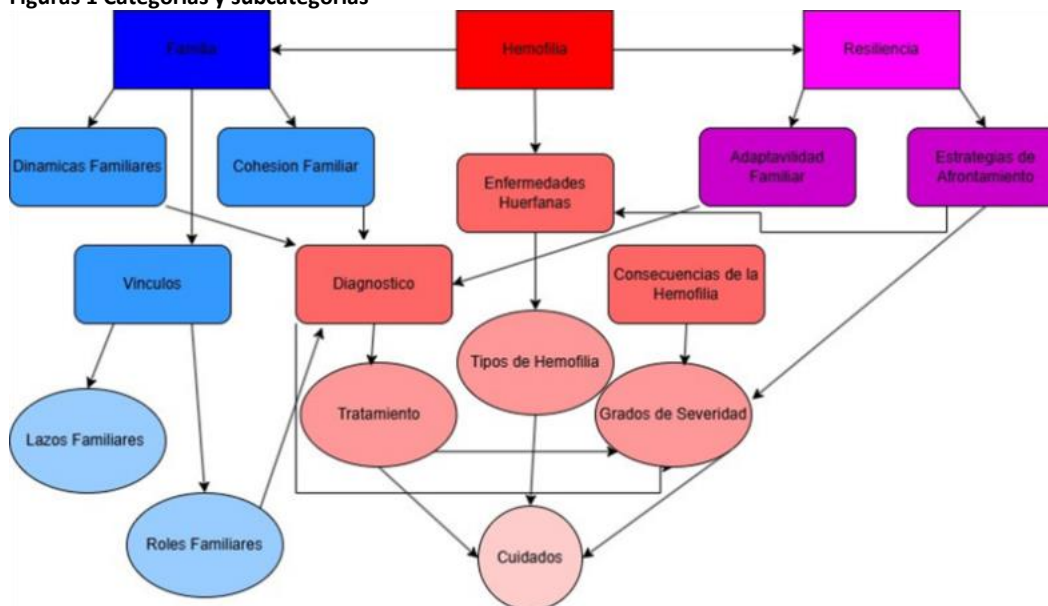 Figuras 1 Categorías y subcategorías
Familia
Hemofilia
Resiliencia
Dinamicas Familiares
Cohesion Familiar
Enfermedades
Huerfanas
Adaptavilidad
Familiar
Estrategias de
Afrontamiento
Vinculos
Diagnostico
Consecuencias de la
Hemofilia
Tipos de Hemofilia
Lazos Familiares
Tratamiento
Grados de Severidad
Roles Familiares
Cuidados